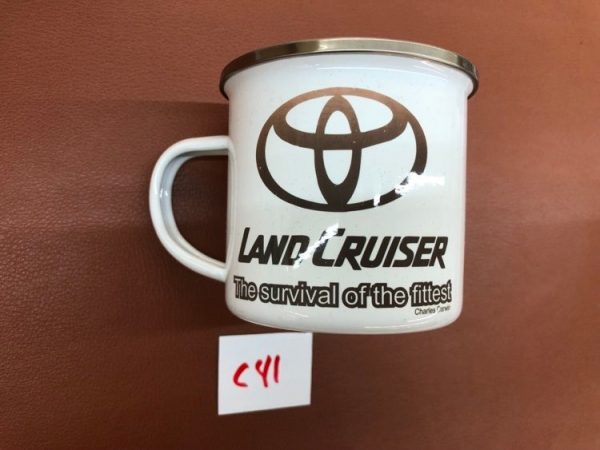 LAND CRUISER
The survival of the fittest
Charles Darwin
C41